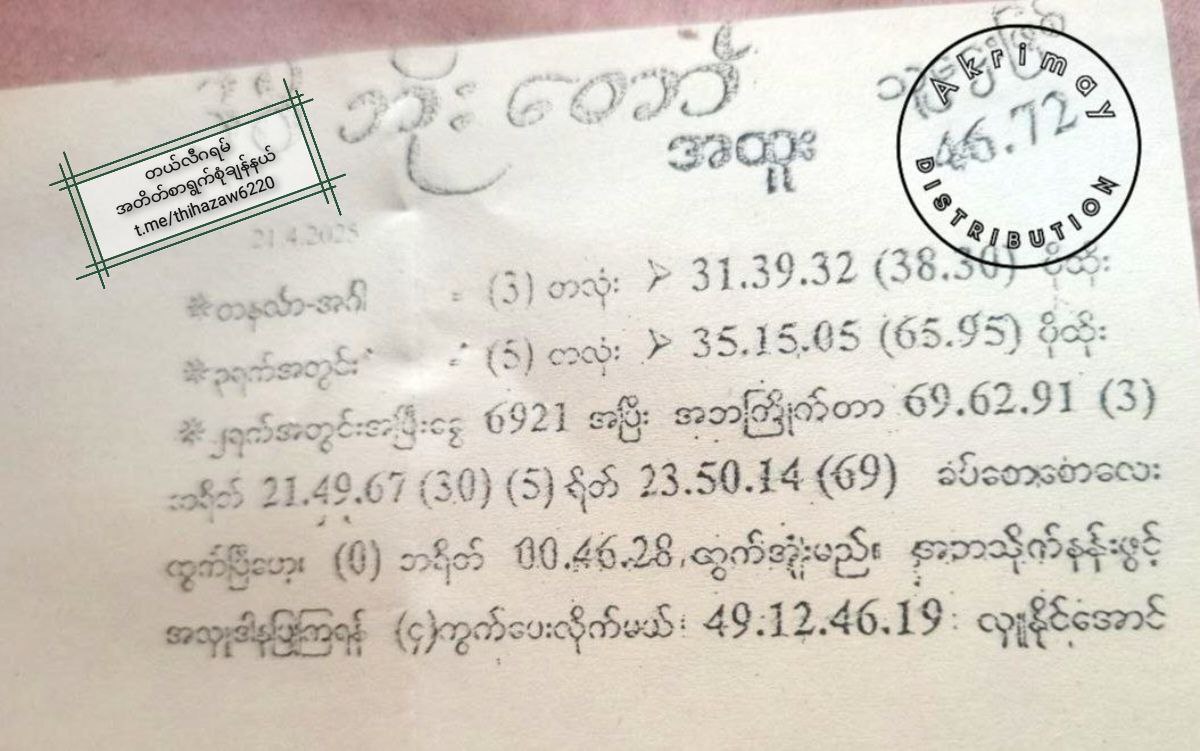 ဘိုးတော်
အထူး
46.72
Akrimay
DISTRIBUTION
တယ်လီဂရမ်
အတိတ်စာရွက်စုံချန်နယ်
t.me/thihazaw6220
21.4.2025
*တနင်္လာ-အင်္ဂါ = (3) တလုံး ➢ 31.39.32 (38.30) ပိုထိုး
*၃ရက်အတွင်း = (5) တလုံး ➢ 35.15.05 (65.95) ပိုထိုး
*၂ရက်အတွင်းအပြီးငွေ 6921 အပြီး အဘကြိုက်တာ 69.62.91 (3)
ဘရိတ် 21.49.67 (30) (5) ရိတ် 23.50.14 (69) ခပ်စောစောလေး
ထွက်ပြီဟေ့၊ (0) ဘရိတ် 00.46.28, ထွက်အုံးမည်။ အဘသိုက်နန်းဖွင့်
အလှူဒါနပြုကြရန် (၄)ကွက်ပေးလိုက်မယ် 49.12.46.19 လှူနိုင်အောင်